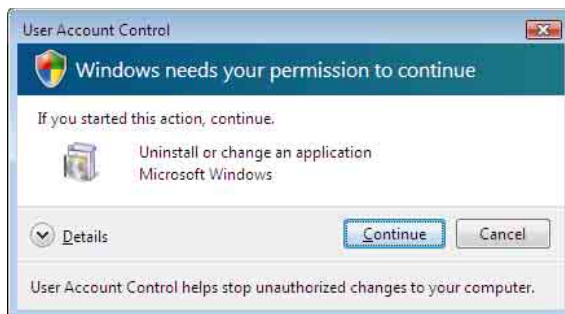 User Account Control
Windows needs your permission to continue
If you started this action, continue.
Uninstall or change an application
Microsoft Windows
Details
Continue
Cancel
User Account Control helps stop unauthorized changes to your computer.